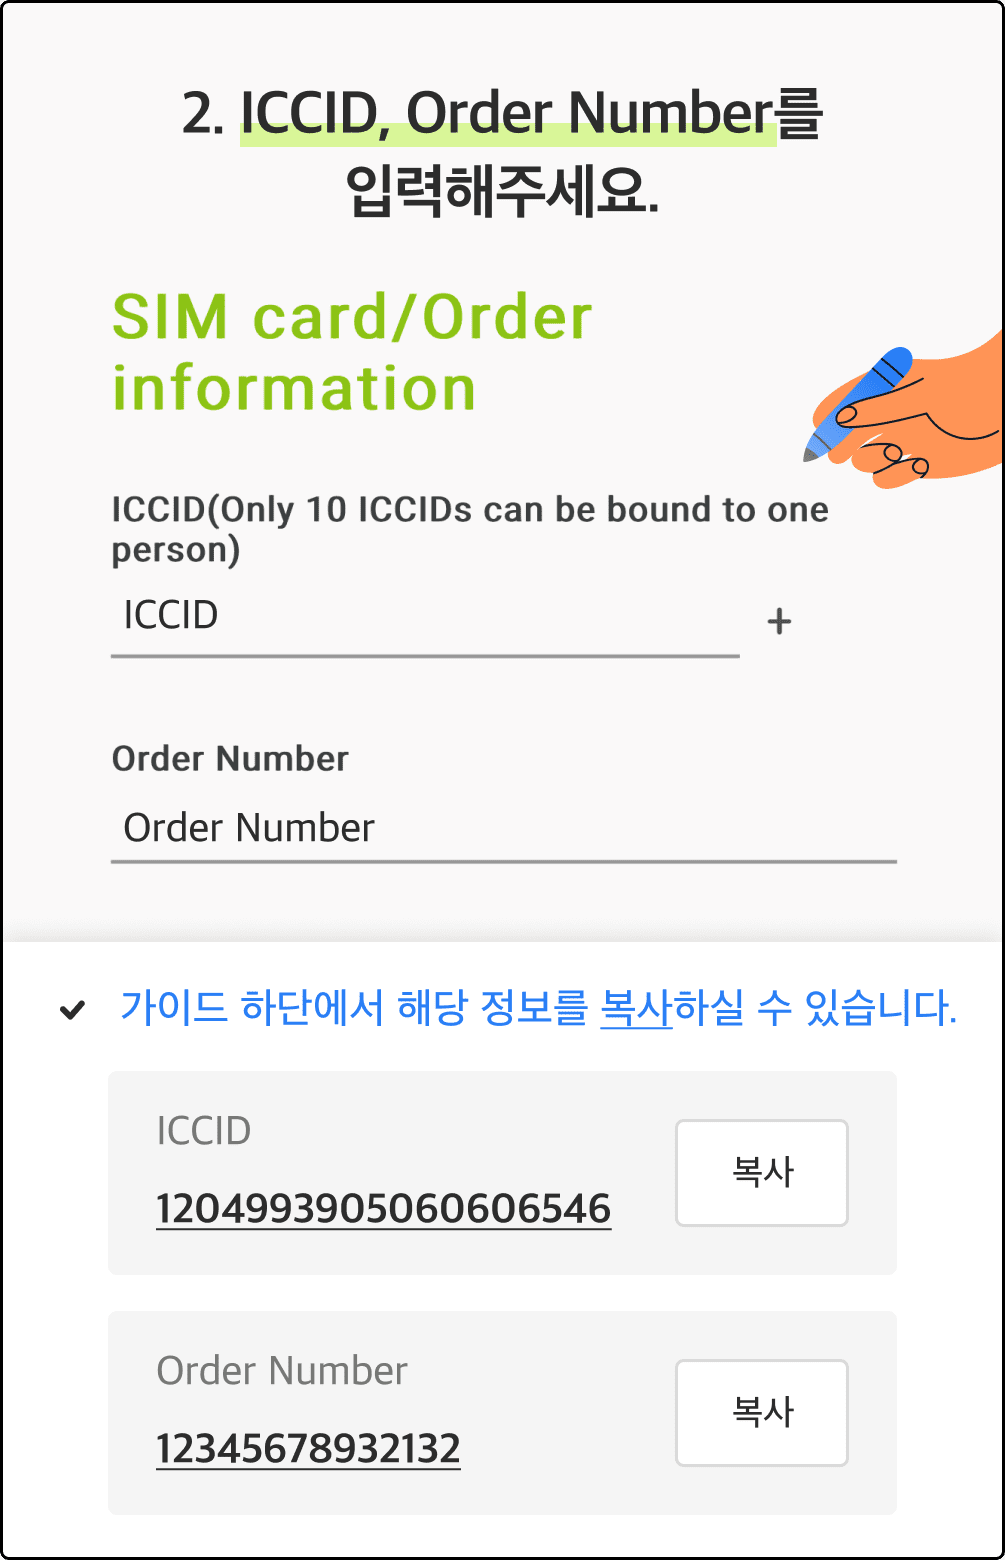 2. ICCID, Order Number를
입력해주세요.
SIM card/Order
information
ICCID(Only 10 ICCIDs can be bound to one
person)
ICCID
+
Order Number
Order Number
가이드 하단에서 해당 정보를 복사하실 수 있습니다.
ICCID
1204993905060606546
복사
Order Number
12345678932132
복사